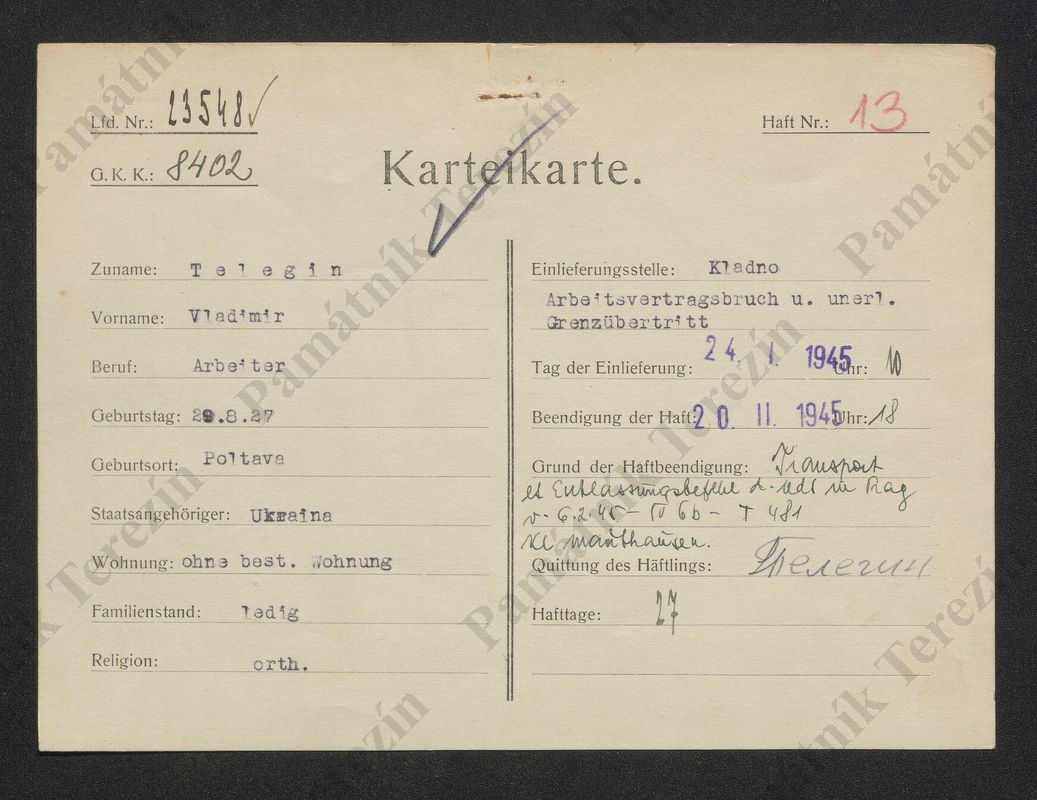 Lfd. Nr.: 23548
G. K. K.: 8402
Haft Nr.: 13
Karteikarte.
Zuname: Telegin
Vorname: Vladimir
Beruf: Arbeiter
Geburtstag: 29.8.27
Geburtsort: Poltava
Staatsangehöriger: Ukraina
Wohnung: ohne best. Wohnung
Familienstand: ledig
Religion: orth.
Einlieferungsstelle: Kladno
Arbeitsvertragsbruch u. unerl.
Grenzübertritt
Tag der Einlieferung: 24. I. 1945 Uhr: 10
Beendigung der Haft: 20. II. 1945 Uhr: 18
Grund der Haftbeendigung: Transport
Entlassungsbefehl d. in Prag
v. 6.2.45 -
KL Mauthausen.
Quittung des Häftlings: Телегин
Hafttage: 27
Památník Terezín